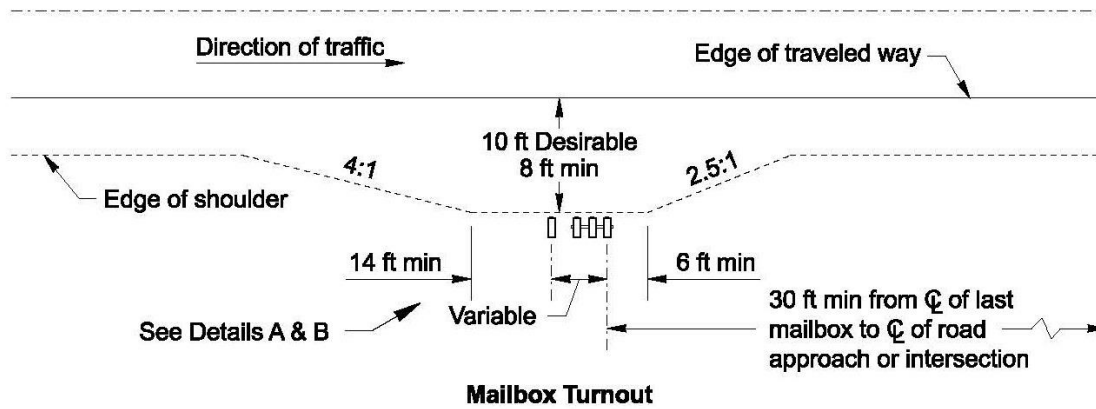 Direction of traffic
Edge of traveled way
10 ft Desirable
8 ft min
4:1
2.5:1
Edge of shoulder
14 ft min
6 ft min
Variable
See Details A & B
30 ft min from ℄ of last
mailbox to ℄ of road
approach or intersection
Mailbox Turnout